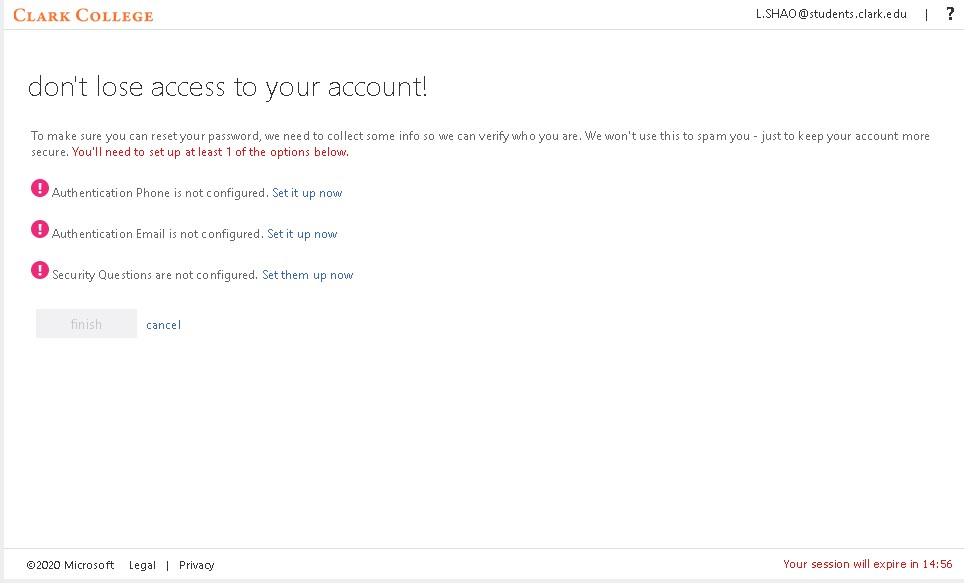 CLARK COLLEGE
L.SHAO@students.clark.edu | ?
don't lose access to your account!
To make sure you can reset your password, we need to collect some info so we can verify who you are. We won't use this to spam you - just to keep your account more
secure. You'll need to set up at least 1 of the options below.
! Authentication Phone is not configured. Set it up now
! Authentication Email is not configured. Set it up now
! Security Questions are not configured. Set them up now
finish cancel
©2020 Microsoft Legal | Privacy
Your session will expire in 14:56